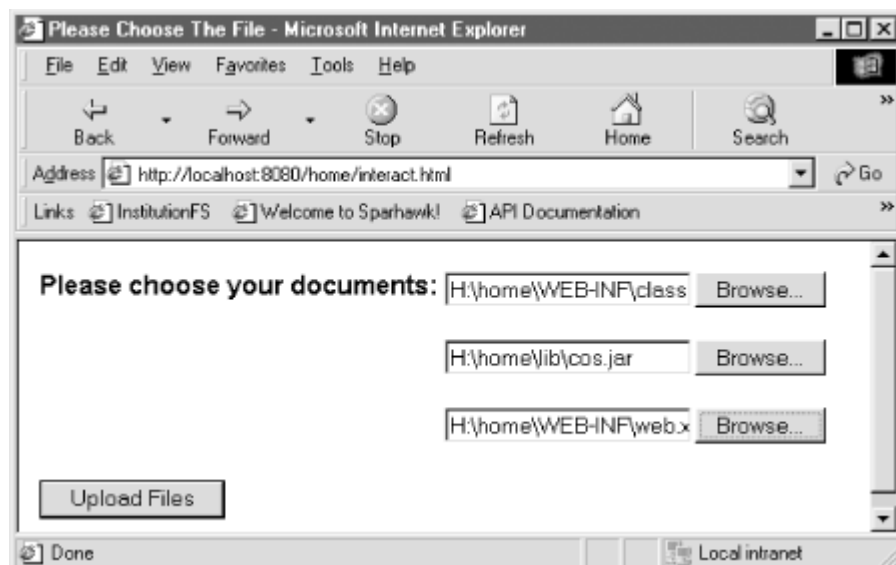 Please Choose The File - Microsoft Internet Explorer
File Edit View Favorites Tools Help
Back Forward Stop Refresh Home Search »
Address http://localhost:8080/home/interact.html Go
Links InstitutionFS Welcome to Sparhawk! API Documentation »
Please choose your documents: H:\home\WEB-INF\class Browse...
H:\home\lib\cos.jar Browse...
H:\home\WEB-INF\web.x Browse...
Upload Files
Done Local intranet